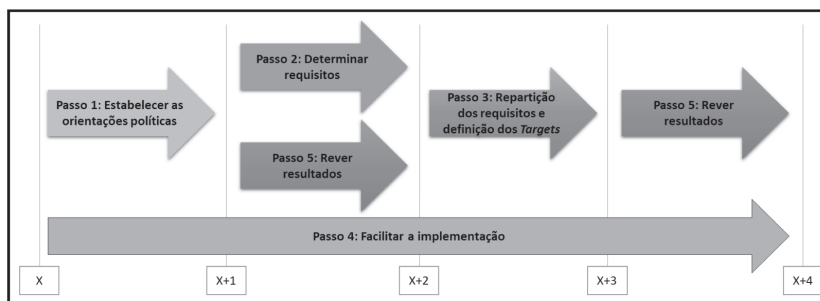 Passo 1: Estabelecer as
orientações políticas
Passo 2: Determinar
requisitos
Passo 5: Rever
resultados
Passo 3: Repartição
dos requisitos e
definição dos Targets
Passo 5: Rever
resultados
Passo 4: Facilitar a implementação
X
X+1
X+2
X+3
X+4